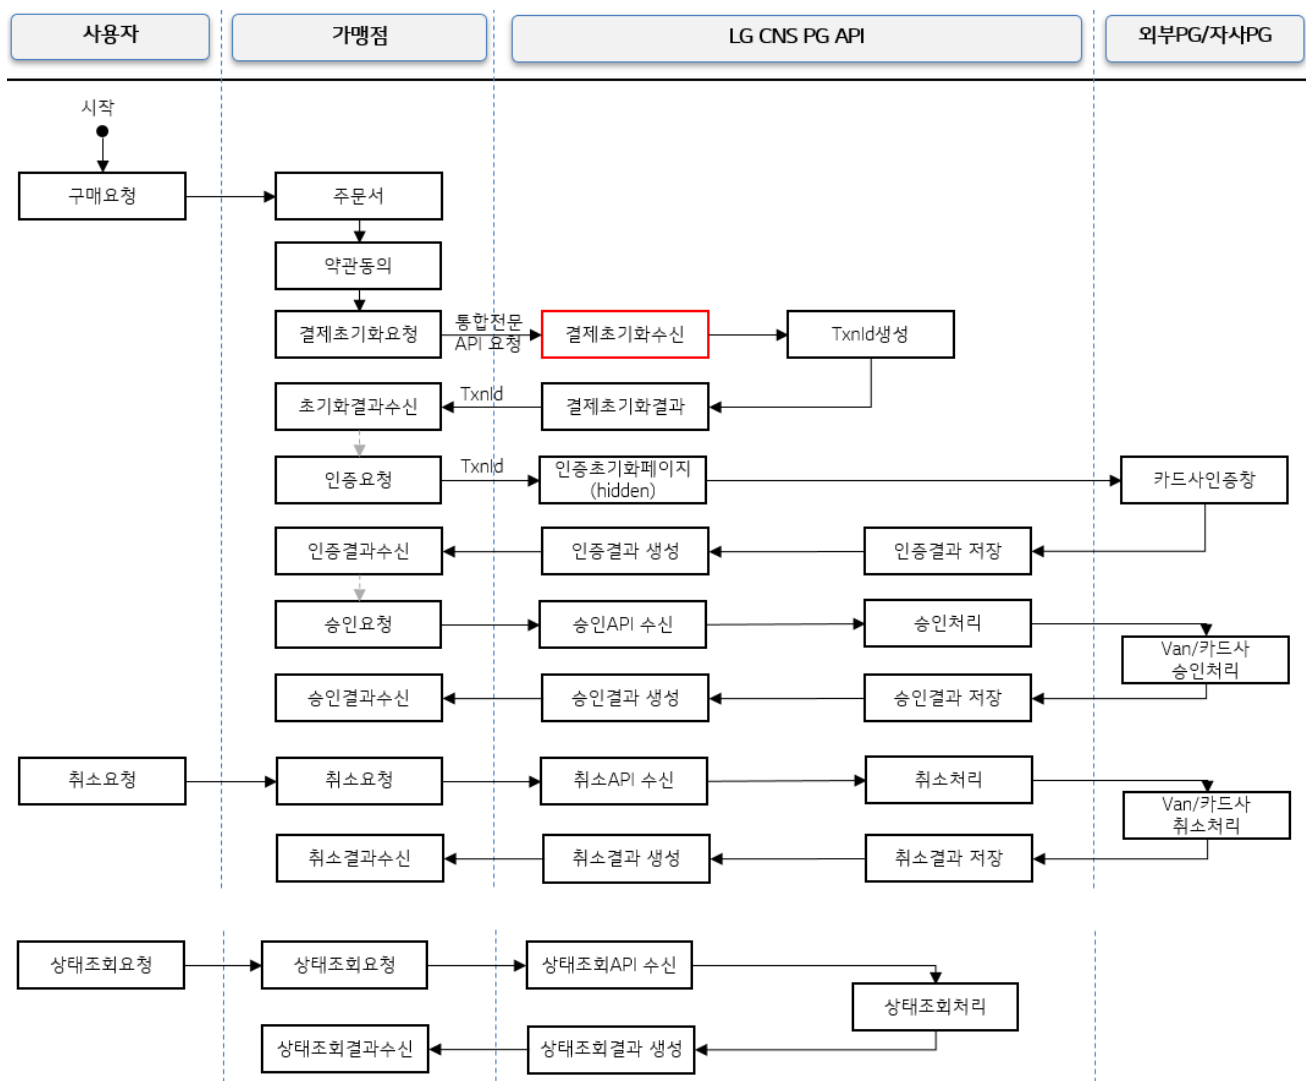 사용자
가맹점
LG CNS PG API
외부PG/자사PG
시작
구매요청
주문서
약관동의
결제초기화요청
통합전문
API 요청
결제초기화수신
TxnId생성
초기화결과수신
TxnId
결제초기화결과
인증요청
TxnId
인증초기화페이지
(hidden)
카드사인증창
인증결과수신
인증결과 생성
인증결과 저장
승인요청
승인API 수신
승인처리
Van/카드사
승인처리
승인결과수신
승인결과 생성
승인결과 저장
취소요청
취소요청
취소API 수신
취소처리
Van/카드사
취소처리
취소결과수신
취소결과 생성
취소결과 저장
상태조회요청
상태조회요청
상태조회API 수신
상태조회처리
상태조회결과수신
상태조회결과 생성